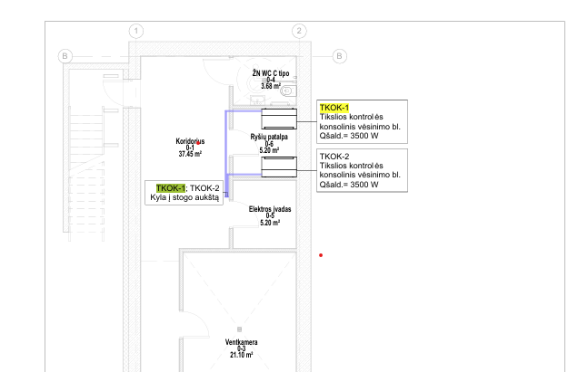 1
2
B
B
ŽN WC C tipo
0-4
3.68 m²
TKOK-1
Tikslios kontrolės
konsolinis vėsinimo bl.
Qšald.= 3500 W
Koridorius
0-1
37.45 m²
Ryšių patalpa
0-6
5.20 m²
TKOK-2
Tikslios kontrolės
konsolinis vėsinimo bl.
Qšald.= 3500 W
TKOK-1; TKOK-2
Kyla į stogo aukštą
Elektros įvadas
0-5
5.20 m²
Ventkamera
0-3
21.10 m²